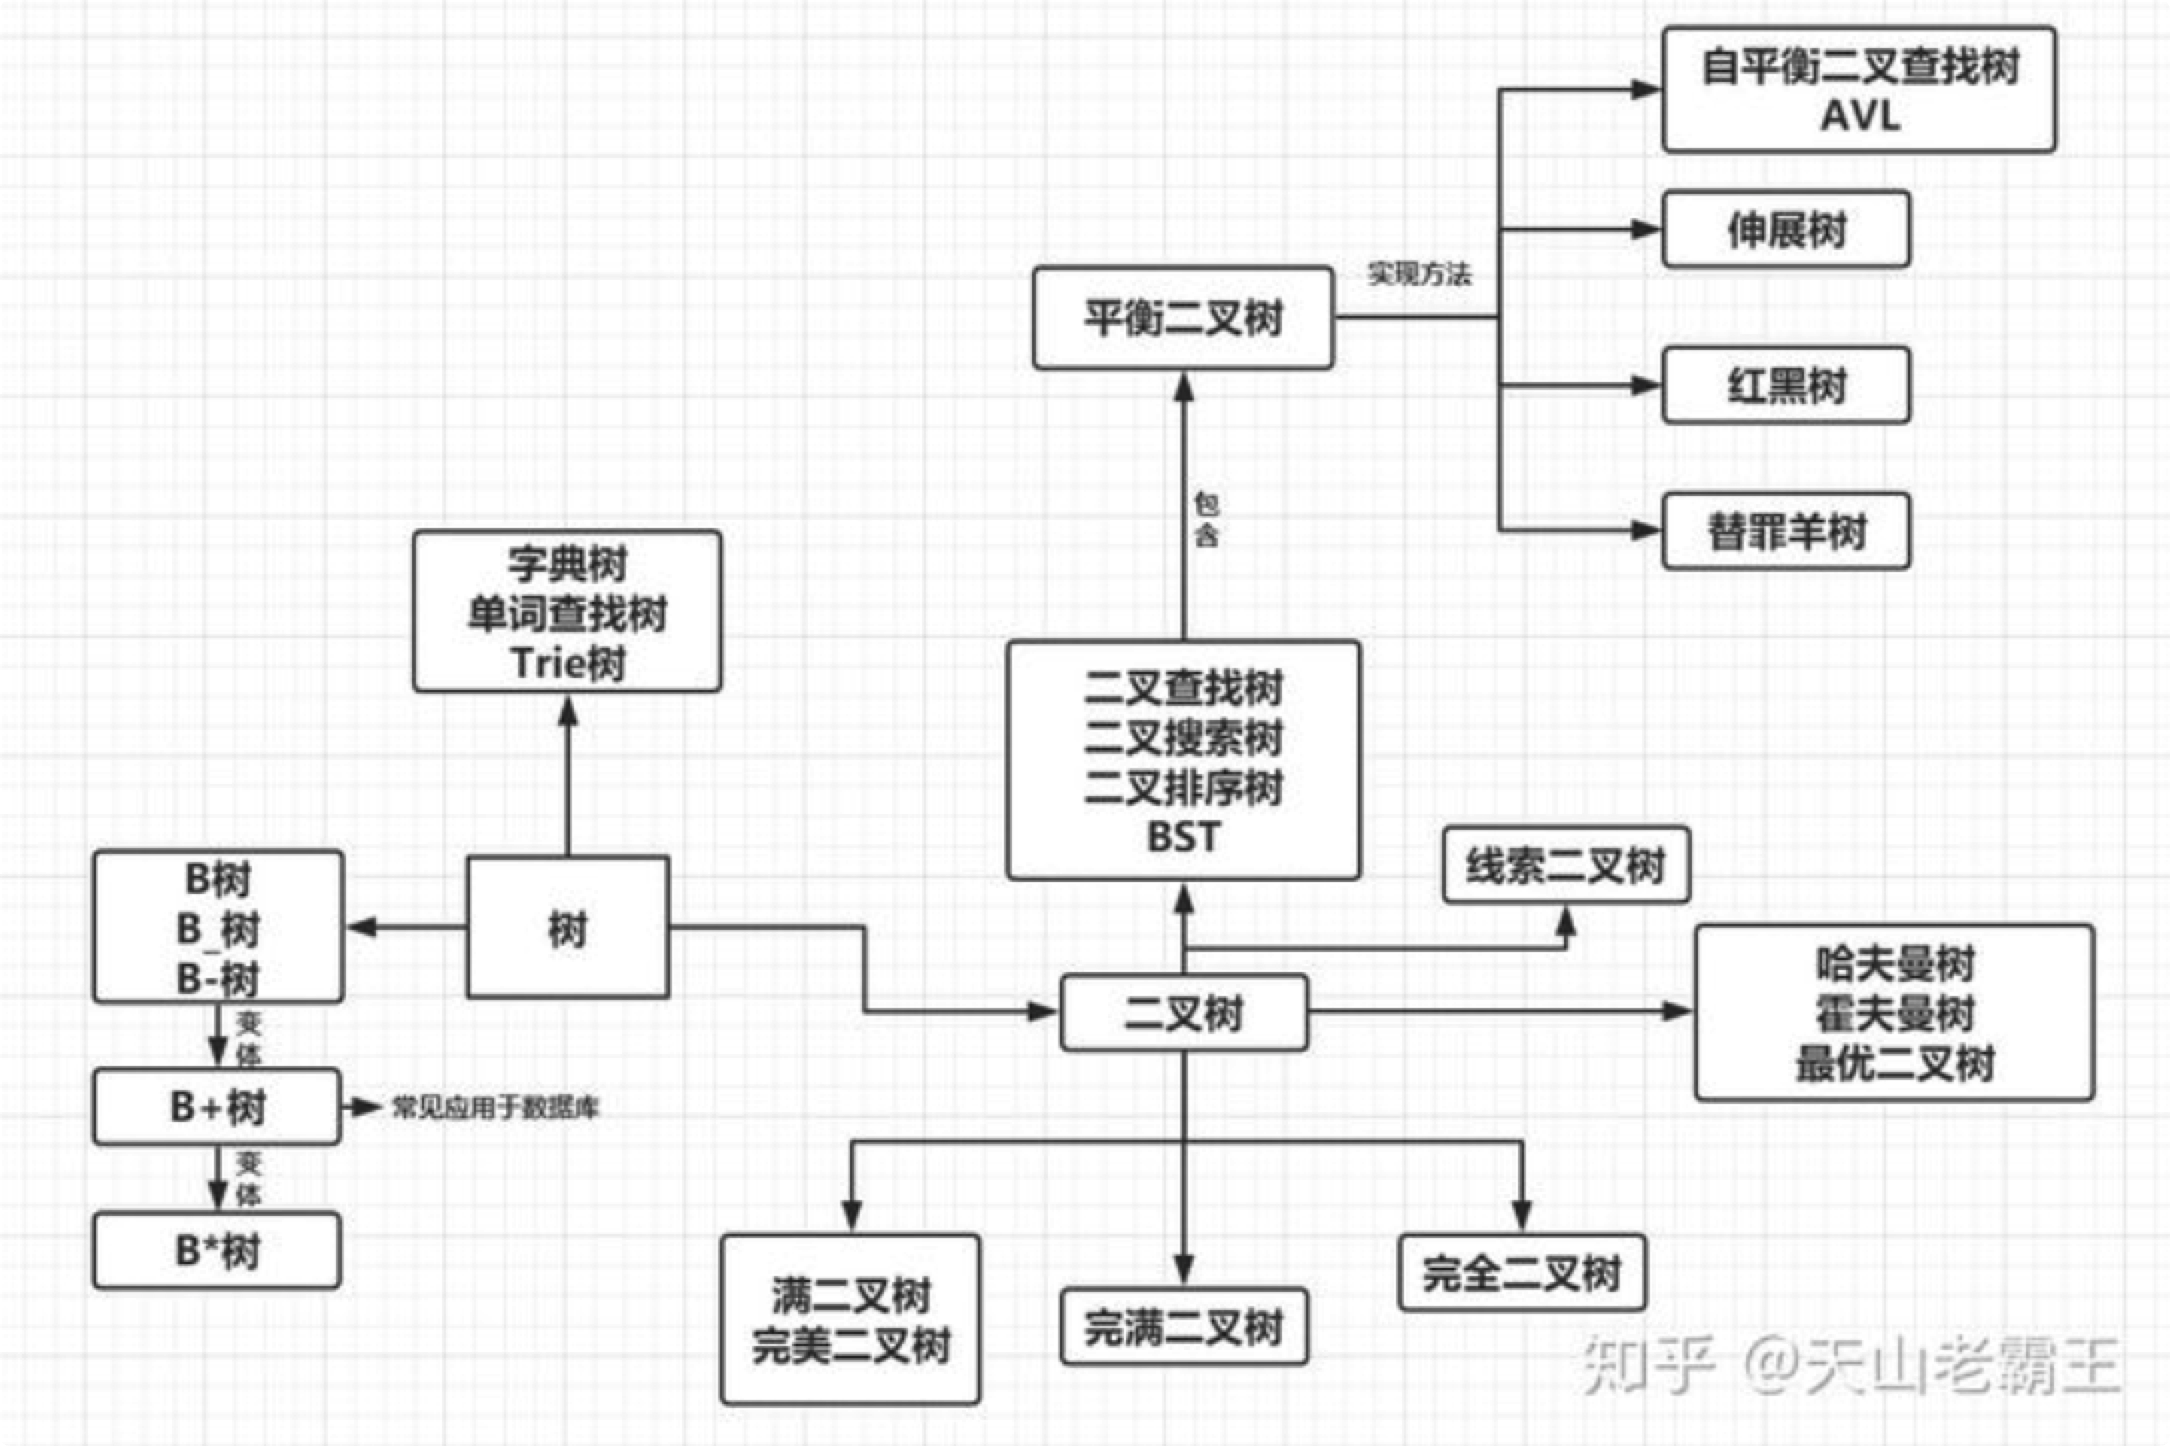 自平衡二叉查找树
AVL
伸展树
实现方法
平衡二叉树
红黑树
包
含
替罪羊树
字典树
单词查找树
Trie树
二叉查找树
二叉搜索树
二叉排序树
BST
线索二叉树
B树
B_树
B-树
树
哈夫曼树
霍夫曼树
最优二叉树
二叉树
变
体
B+树
常见应用于数据库
变
体
B*树
满二叉树
完美二叉树
完满二叉树
完全二叉树
知乎 @天山老霸王